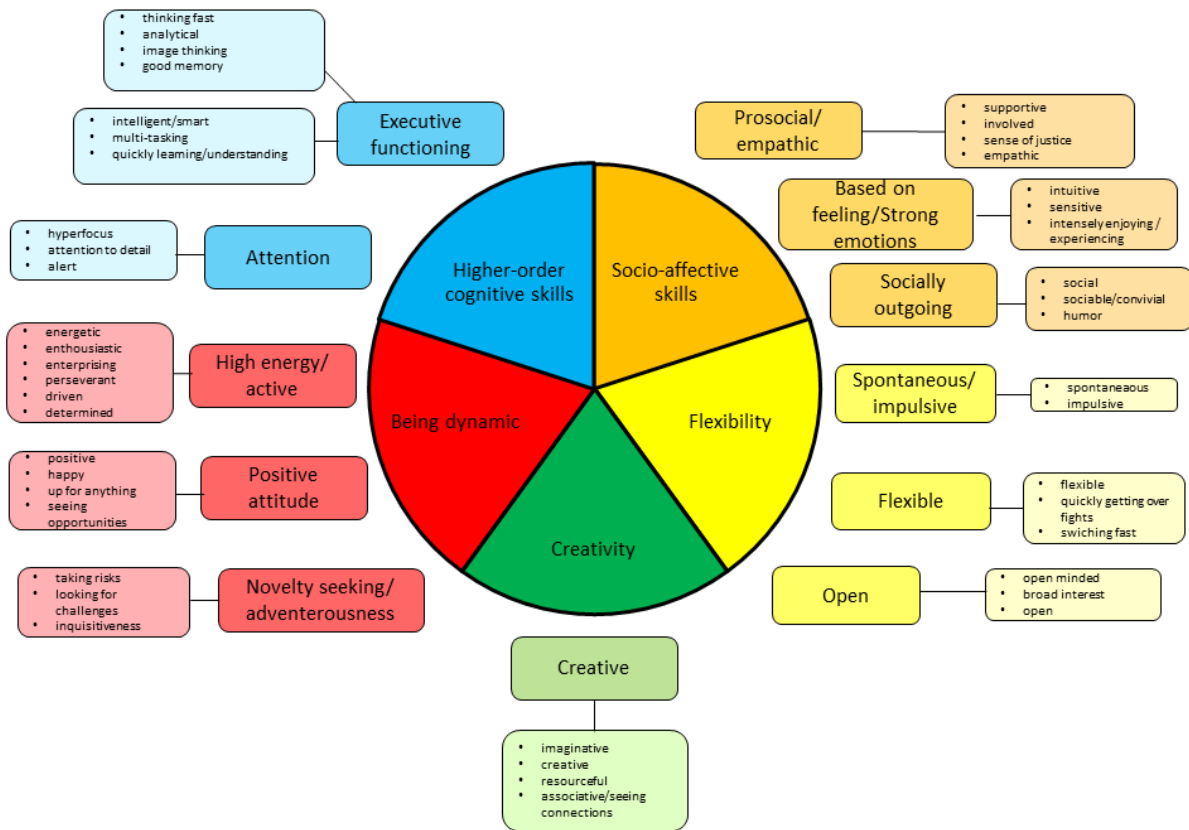 • thinking fast
• analytical
• image thinking
• good memory
• intelligent/smart
• multi-tasking
• quickly learning/understanding
Executive
functioning
• hyperfocus
• attention to detail
• alert
Attention
• energetic
• enthousiastic
• enterprising
• perseverant
• driven
• determined
High energy/
active
• positive
• happy
• up for anything
• seeing
opportunities
Positive
attitude
• taking risks
• looking for
challenges
• inquisitiveness
Novelty seeking/
adventerousness
Higher-order
cognitive skills
Socio-affective
skills
Being dynamic
Flexibility
Creativity
Prosocial/
empathic
• supportive
• involved
• sense of justice
• empathic
Based on
feeling/Strong
emotions
• intuitive
• sensitive
• intensely enjoying /
experiencing
Socially
outgoing
• social
• sociable/convivial
• humor
Spontaneous/
impulsive
• spontaneaous
• impulsive
Flexible
• flexible
• quickly getting over
fights
• swiching fast
Open
• open minded
• broad interest
• open
Creative
• imaginative
• creative
• resourceful
• associative/seeing
connections